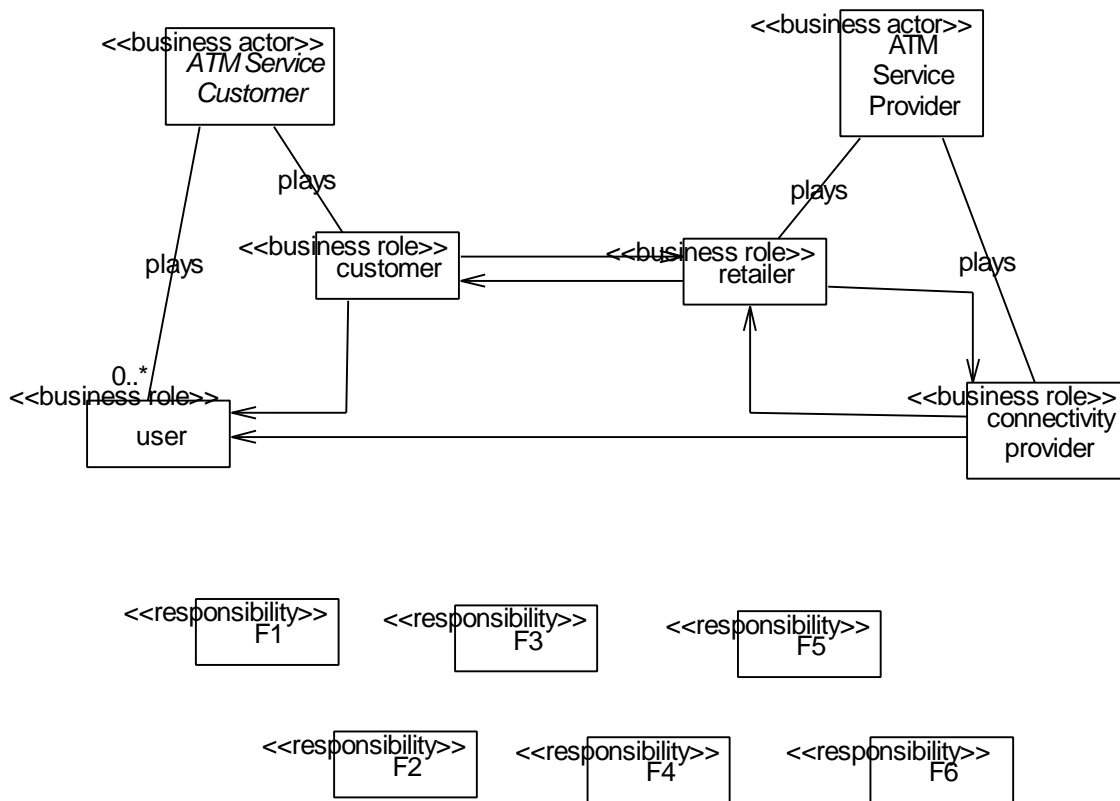 <<business actor>>
ATM Service
Customer
<<business actor>>
ATM
Service
Provider
plays
plays
<<business role>>
customer
<<business role>>
retailer
plays
plays
0..*
<<business role>>
user
<<business role>>
connectivity
provider
<<responsibility>>
F1
<<responsibility>>
F3
<<responsibility>>
F5
<<responsibility>>
F2
<<responsibility>>
F4
<<responsibility>>
F6